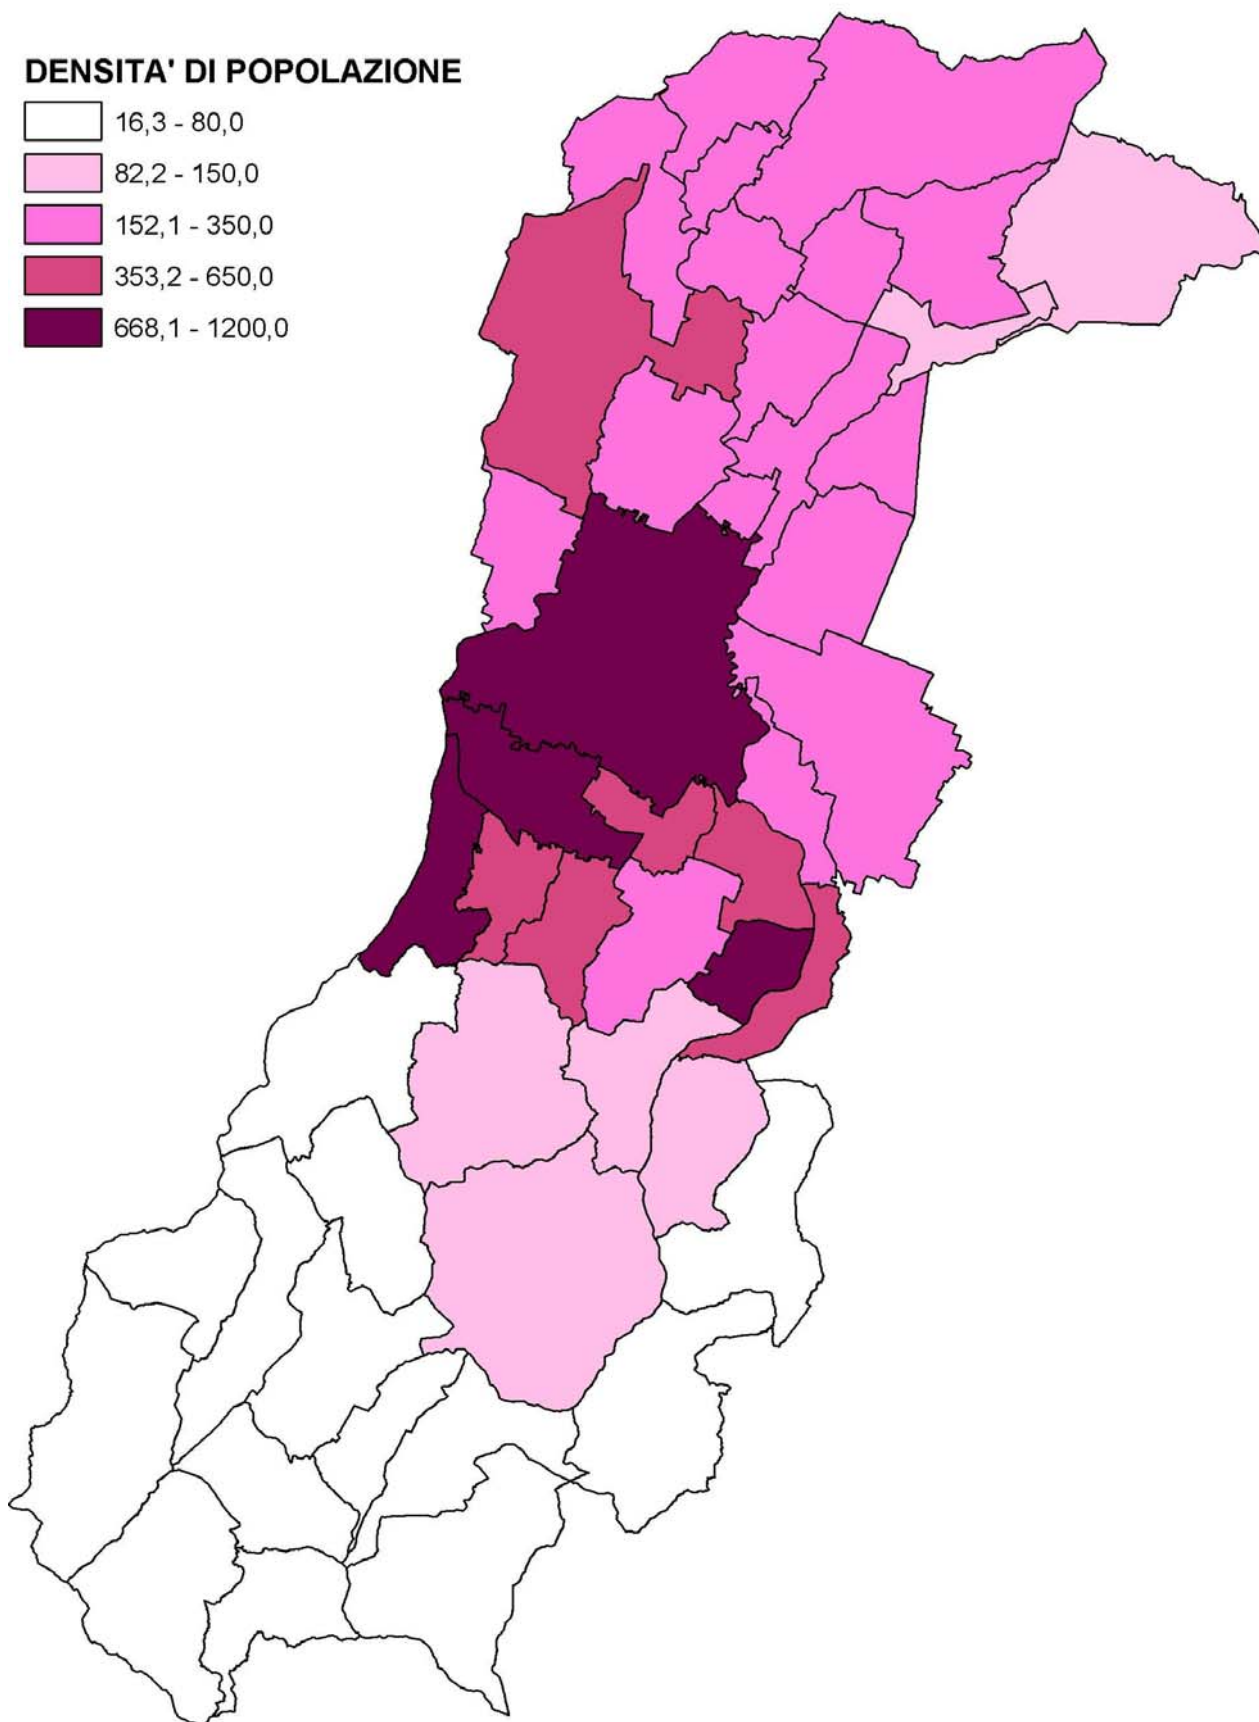 DENSITA' DI POPOLAZIONE
16,3 - 80,0
82,2 - 150,0
152,1 - 350,0
353,2 - 650,0
668,1 - 1200,0